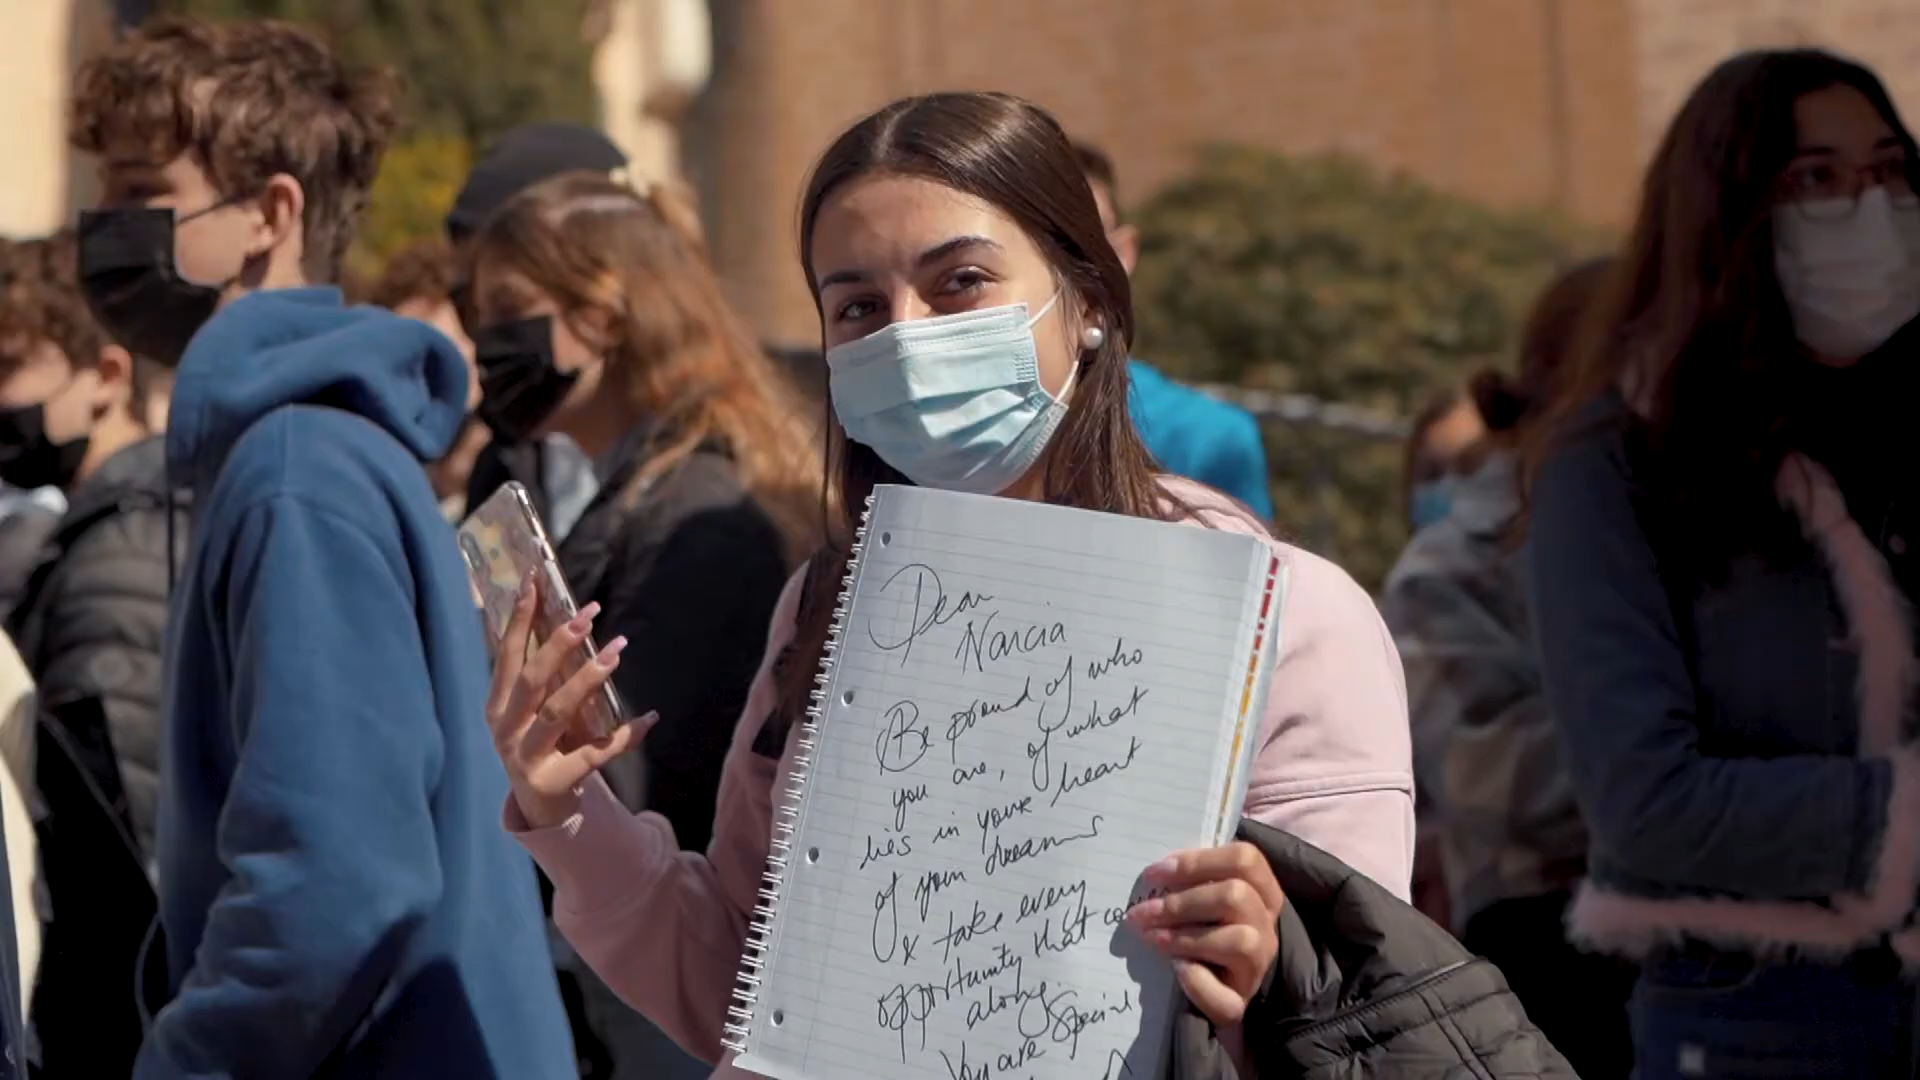 Dear
Narcia
Be proud of who
you are, of what
lies in your heart
of your dreams
& take every
opportunity that
along.
You are Special